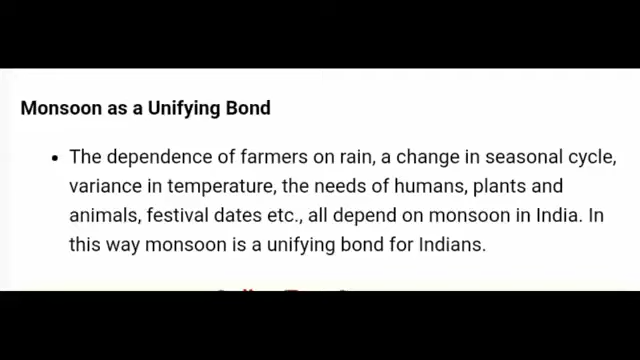 Monsoon as a Unifying Bond
• The dependence of farmers on rain, a change in seasonal cycle,
variance in temperature, the needs of humans, plants and
animals, festival dates etc., all depend on monsoon in India. In
this way monsoon is a unifying bond for Indians.